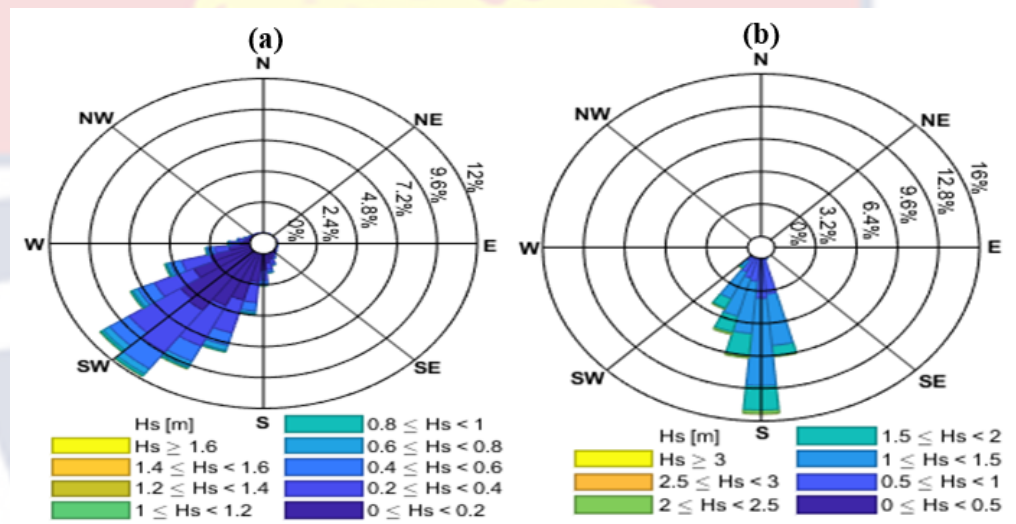 (a)
N
NW
NE
12%
9.6%
7.2%
4.8%
2.4%
0%
W
E
SW
SE
S
Hs [m]
Hs ≥ 1.6
1.4 ≤ Hs < 1.6
1.2 ≤ Hs < 1.4
1 ≤ Hs < 1.2
0.8 ≤ Hs < 1
0.6 ≤ Hs < 0.8
0.4 ≤ Hs < 0.6
0.2 ≤ Hs < 0.4
0 ≤ Hs < 0.2
(b)
N
NW
NE
16%
12.8%
9.6%
6.4%
3.2%
0%
W
E
SW
SE
S
Hs [m]
Hs ≥ 3
2.5 ≤ Hs < 3
2 ≤ Hs < 2.5
1.5 ≤ Hs < 2
1 ≤ Hs < 1.5
0.5 ≤ Hs < 1
0 ≤ Hs < 0.5